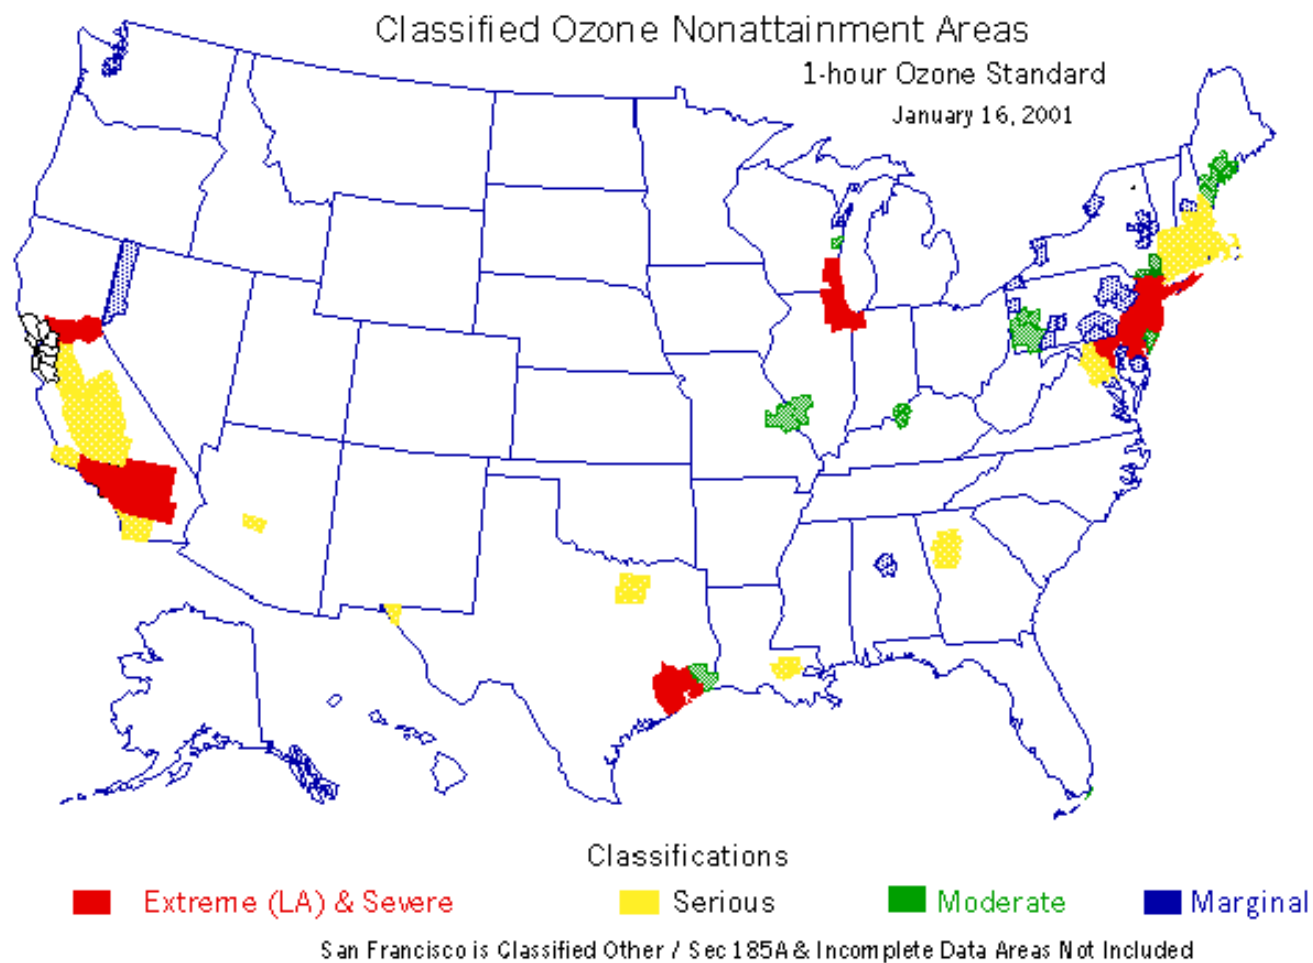 Classified Ozone Nonattainment Areas
1-hour Ozone Standard
January 16, 2001
Classifications
Extreme (LA) & Severe
Serious
Moderate
Marginal
San Francisco is Classified Other / Sec 185A & Incomplete Data Areas Not Included